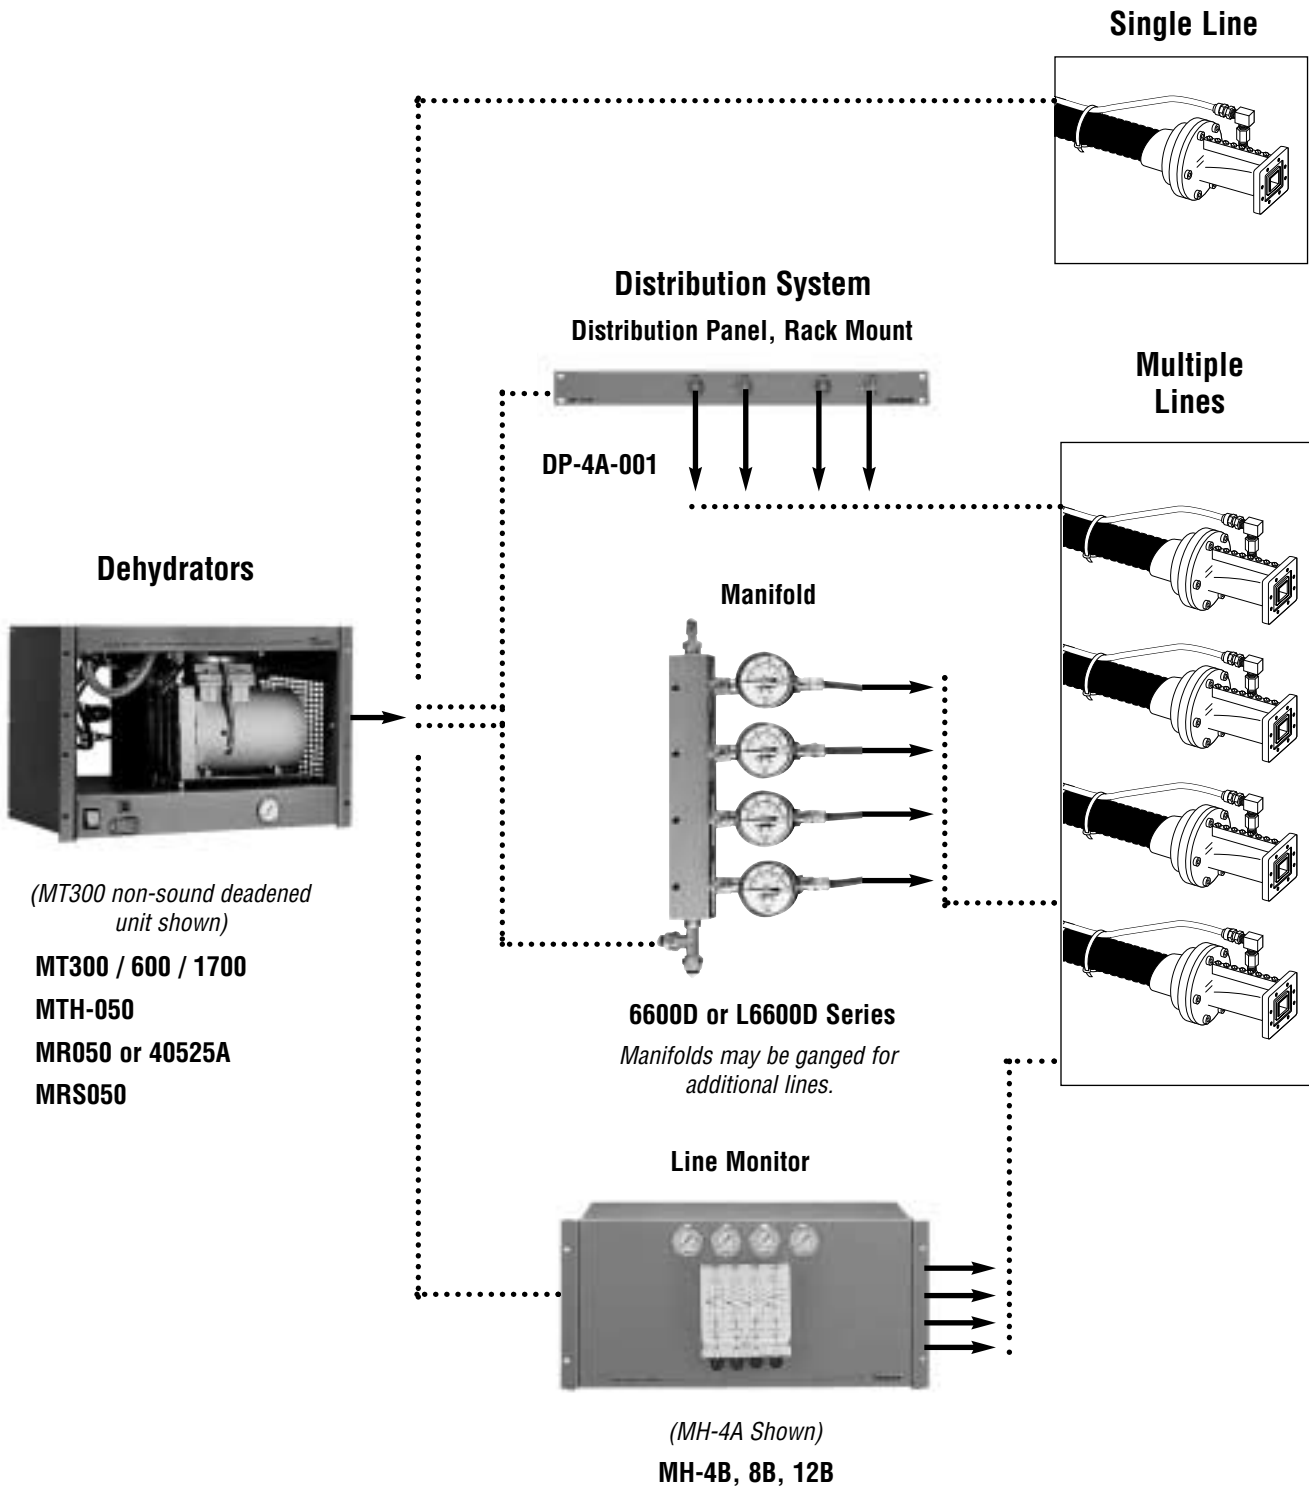 Single Line
Distribution System
Distribution Panel, Rack Mount
Multiple
Lines
DP-4A-001
Dehydrators
Manifold
(MT300 non-sound deadened
unit shown)
MT300 / 600 / 1700
MTH-050
MR050 or 40525A
MRS050
6600D or L6600D Series
Manifolds may be ganged for
additional lines.
Line Monitor
(MH-4A Shown)
MH-4B, 8B, 12B